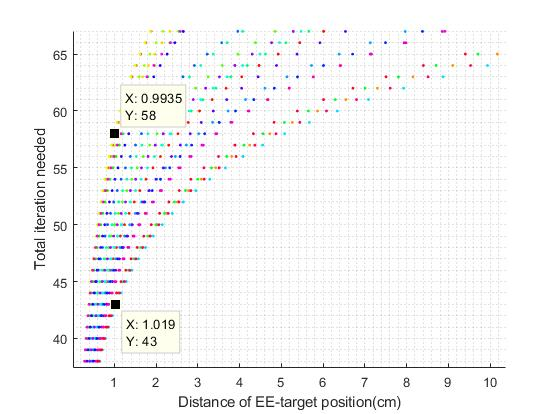 65
60
55
50
45
40
Total iteration needed
X: 0.9935
Y: 58
X: 1.019
Y: 43
1 2 3 4 5 6 7 8 9 10
Distance of EE-target position(cm)